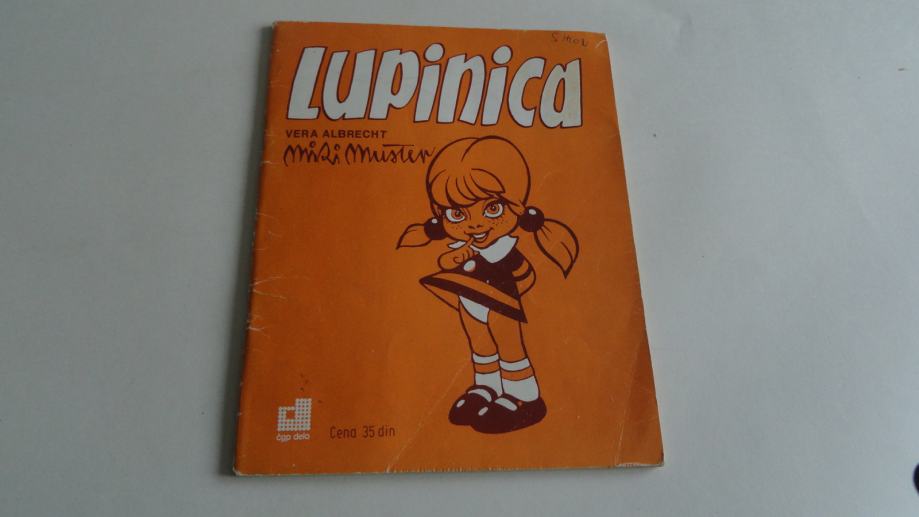 Lupinica
VERA ALBRECHT
Miki Muster
čgp delo
Cena 35 din